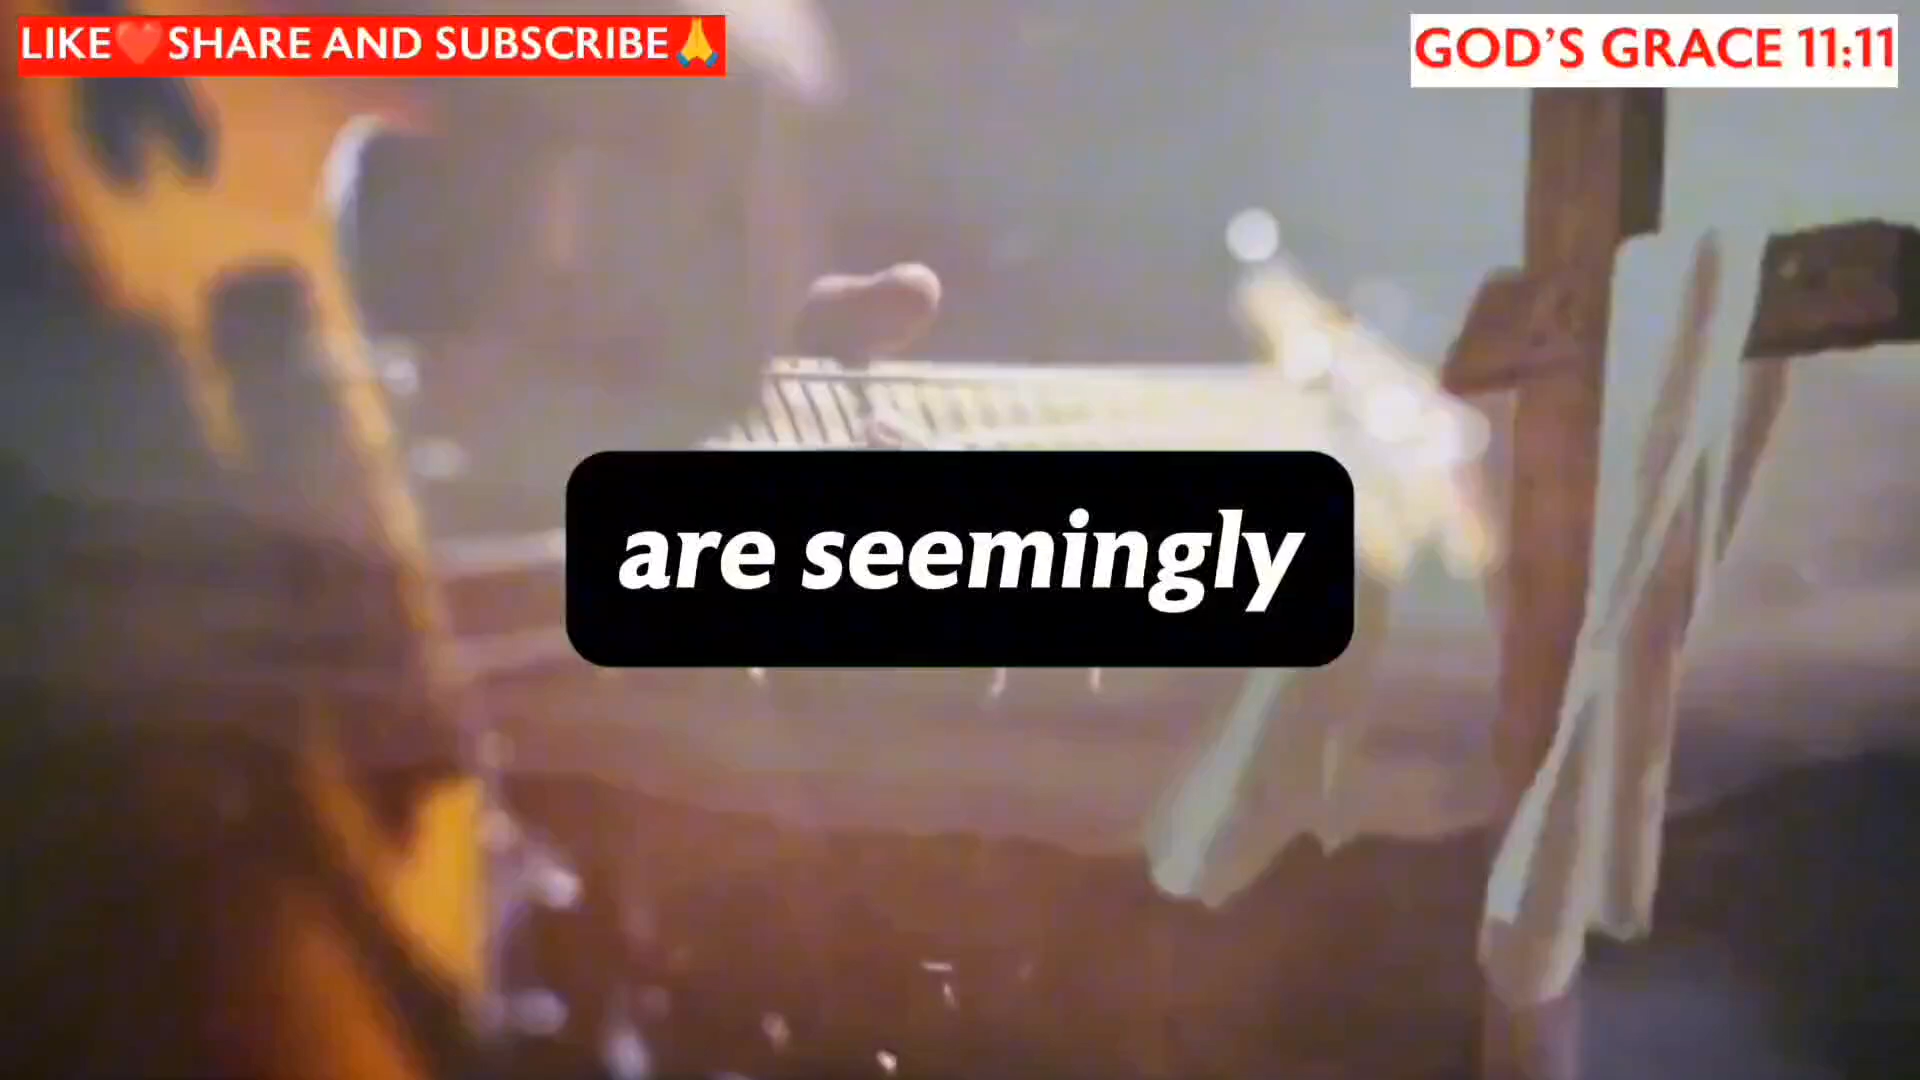 LIKE❤️SHARE AND SUBSCRIBE🙏
GOD'S GRACE 11:11
are seemingly